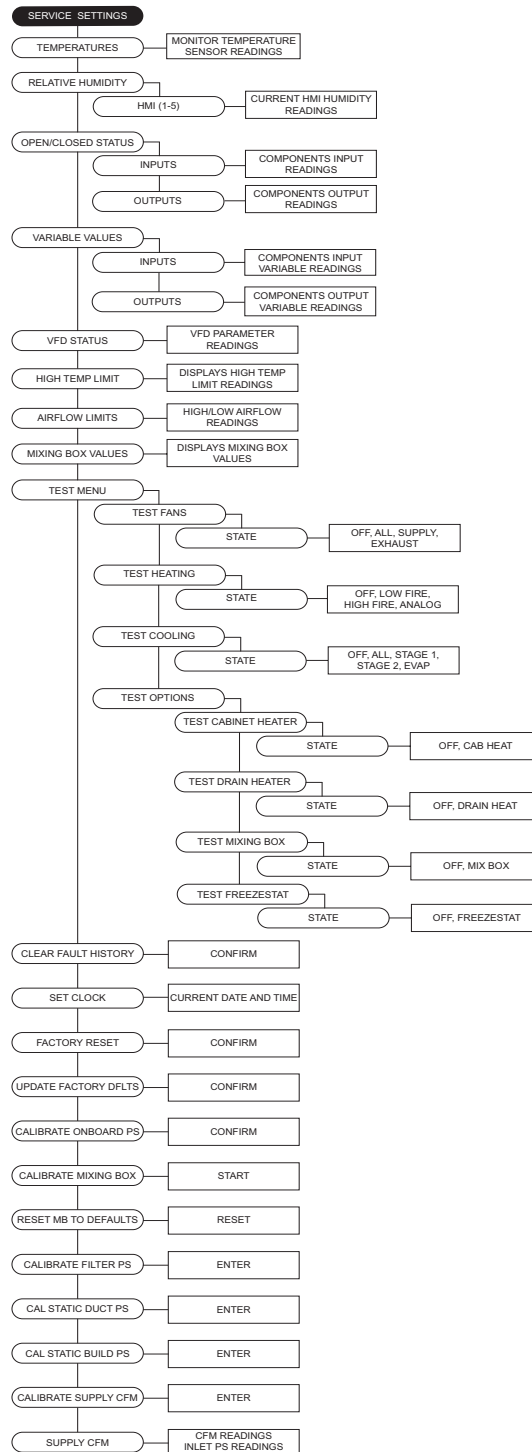 SERVICE SETTINGS
TEMPERATURES
MONITOR TEMPERATURE
SENSOR READINGS
RELATIVE HUMIDITY
HMI (1-5)
CURRENT HMI HUMIDITY
READINGS
OPEN/CLOSED STATUS
INPUTS
COMPONENTS INPUT
READINGS
OUTPUTS
COMPONENTS OUTPUT
READINGS
VARIABLE VALUES
INPUTS
COMPONENTS INPUT
VARIABLE READINGS
OUTPUTS
COMPONENTS OUTPUT
VARIABLE READINGS
VFD STATUS
VFD PARAMETER
READINGS
HIGH TEMP LIMIT
DISPLAYS HIGH TEMP
LIMIT READINGS
AIRFLOW LIMITS
HIGH/LOW AIRFLOW
READINGS
MIXING BOX VALUES
DISPLAYS MIXING BOX
VALUES
TEST MENU
TEST FANS
STATE
OFF, ALL, SUPPLY,
EXHAUST
TEST HEATING
STATE
OFF, LOW FIRE,
HIGH FIRE, ANALOG
TEST COOLING
STATE
OFF, ALL, STAGE 1,
STAGE 2, EVAP
TEST OPTIONS
TEST CABINET HEATER
STATE
OFF, CAB HEAT
TEST DRAIN HEATER
STATE
OFF, DRAIN HEAT
TEST MIXING BOX
STATE
OFF, MIX BOX
TEST FREEZESTAT
STATE
OFF, FREEZESTAT
CLEAR FAULT HISTORY
CONFIRM
SET CLOCK
CURRENT DATE AND TIME
FACTORY RESET
CONFIRM
UPDATE FACTORY DFLTS
CONFIRM
CALIBRATE ONBOARD PS
CONFIRM
CALIBRATE MIXING BOX
START
RESET MB TO DEFAULTS
RESET
CALIBRATE FILTER PS
ENTER
CAL STATIC DUCT PS
ENTER
CAL STATIC BUILD PS
ENTER
CALIBRATE SUPPLY CFM
ENTER
SUPPLY CFM
CFM READINGS
INLET PS READINGS